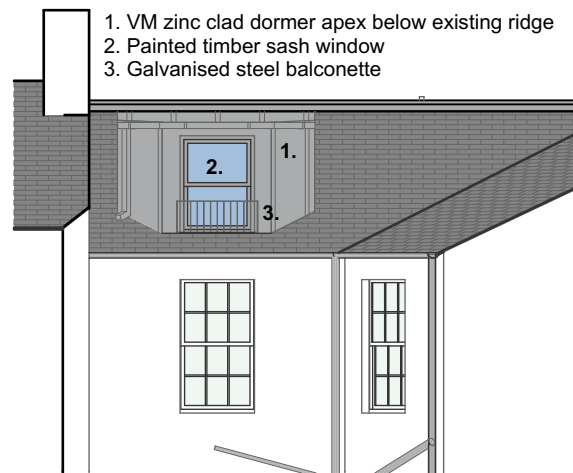 1. VM zinc clad dormer apex below existing ridge
2. Painted timber sash window
3. Galvanised steel balconette
1.
2.
3.